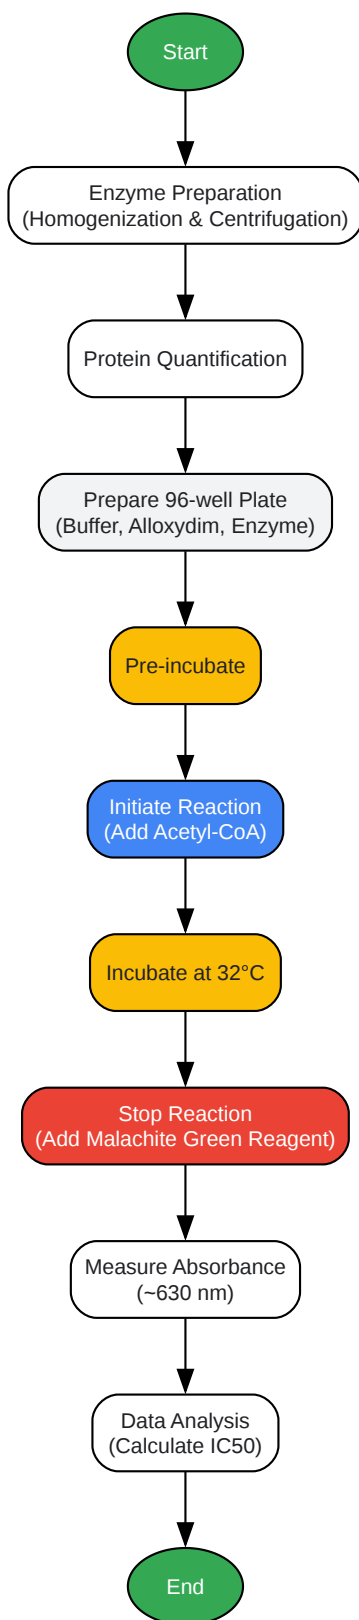 Start
Enzyme Preparation
(Homogenization & Centrifugation)
Protein Quantification
Prepare 96-well Plate
(Buffer, Alloxydim, Enzyme)
Pre-incubate
Initiate Reaction
(Add Acetyl-CoA)
Incubate at 32°C
Stop Reaction
(Add Malachite Green Reagent)
Measure Absorbance
(~630 nm)
Data Analysis
(Calculate IC50)
End